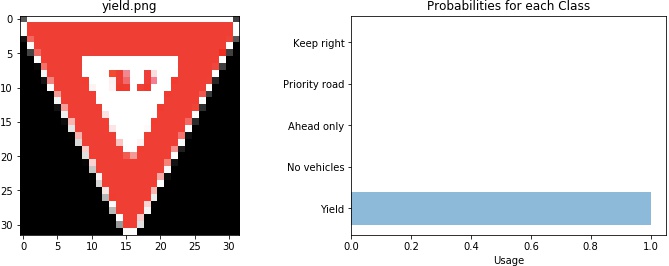 yield.png
0
5
10
15
20
25
30
0 5 10 15 20 25 30
Probabilities for each Class
Keep right
Priority road
Ahead only
No vehicles
Yield
0.0 0.2 0.4 0.6 0.8 1.0
Usage